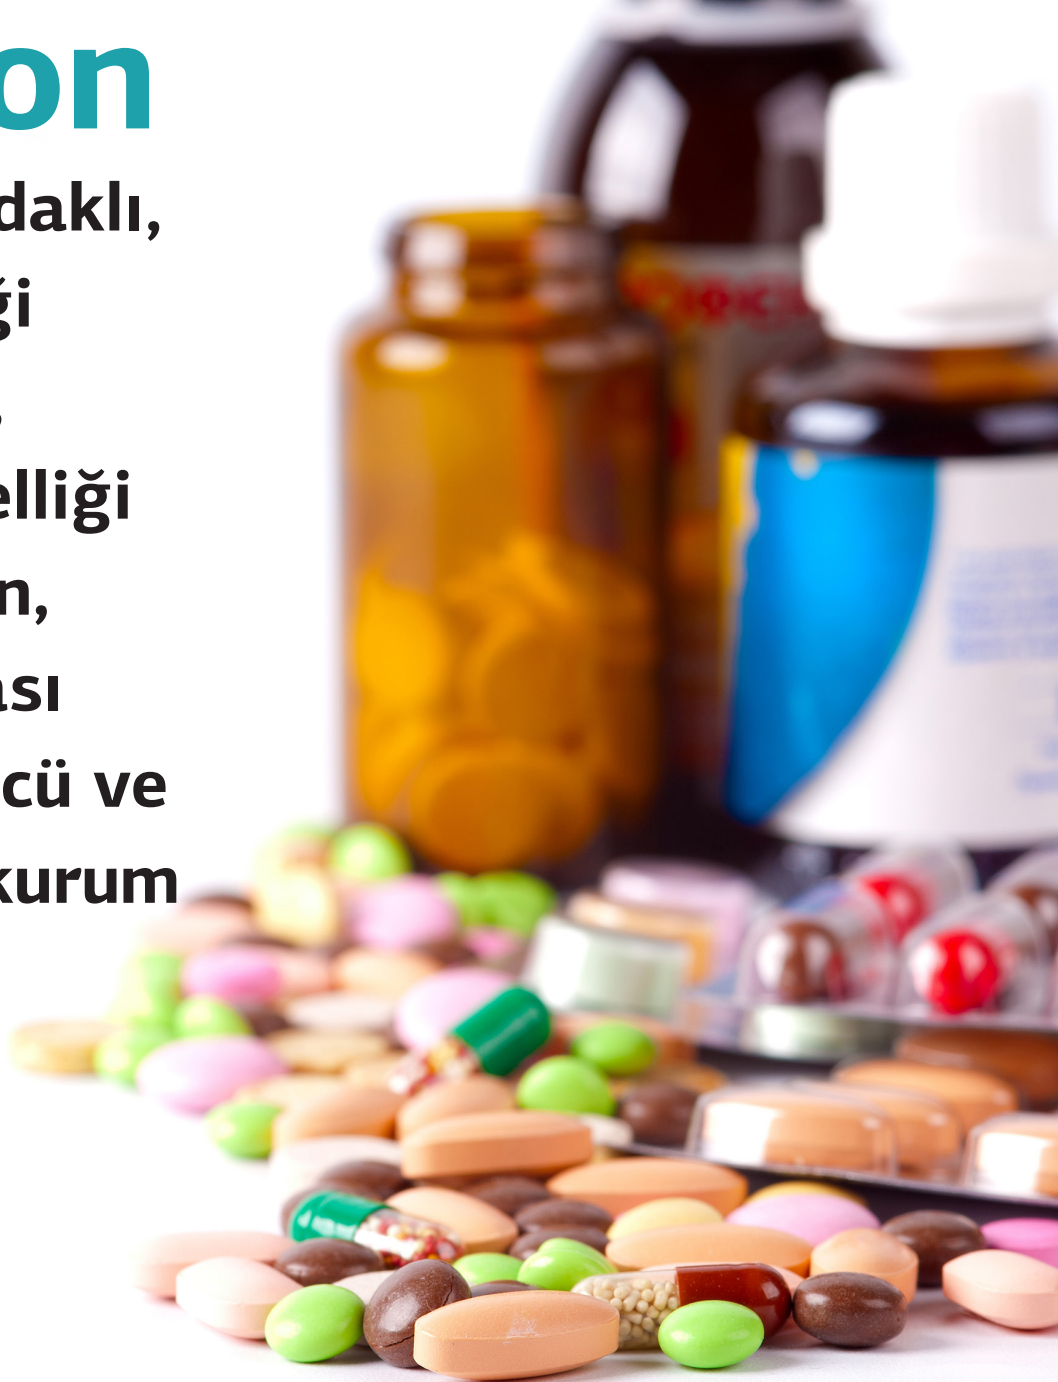 on
daklı,
ği
,
elliği
n,
ası
cü ve
kurum